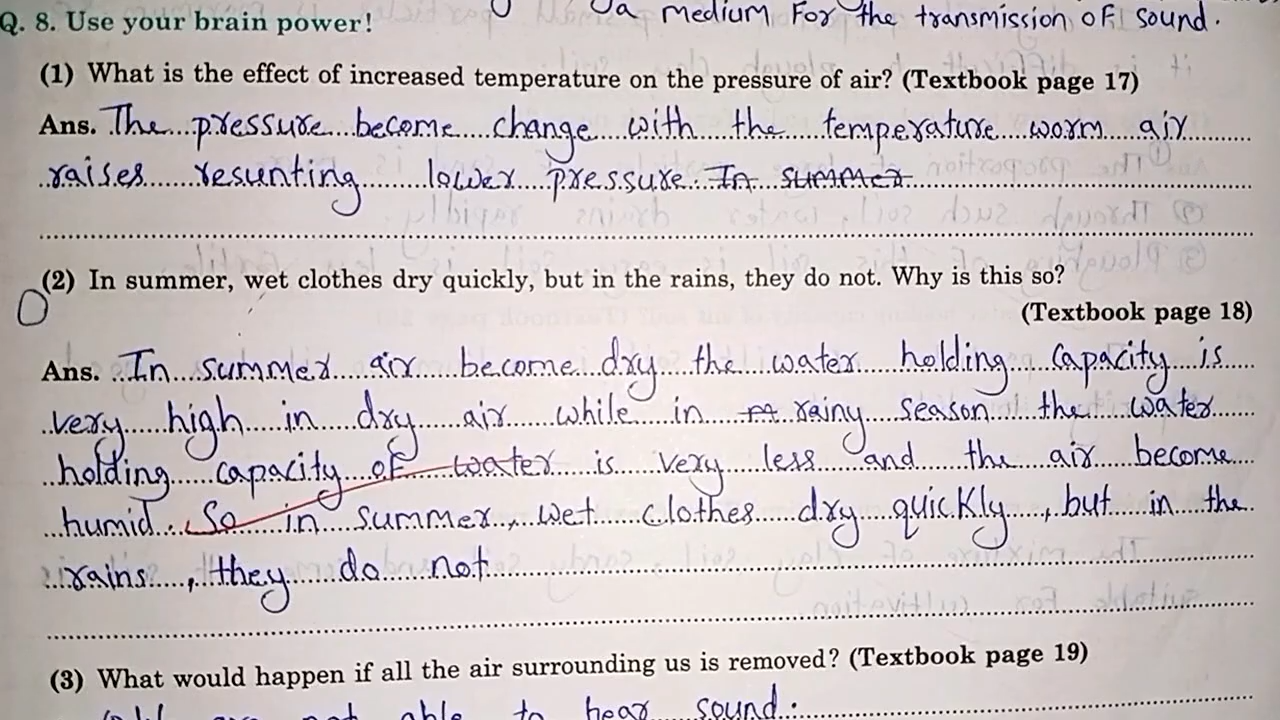 a medium For the transmission of sound.
Q. 8. Use your brain power!
(1) What is the effect of increased temperature on the pressure of air? (Textbook page 17)
Ans. The pressure become change with the temperature worm air
raises resunting lower pressure. In summer
(2) In summer, wet clothes dry quickly, but in the rains, they do not. Why is this so?
(Textbook page 18)
Ans. In summer air become dry the water holding capacity is
very high in dry air while in rainy season the water
holding capacity of water is very less and the air become
humid. So in summer, wet clothes dry quickly, but in the
rains, they do not
(3) What would happen if all the air surrounding us is removed? (Textbook page 19)
not able to hear sound.